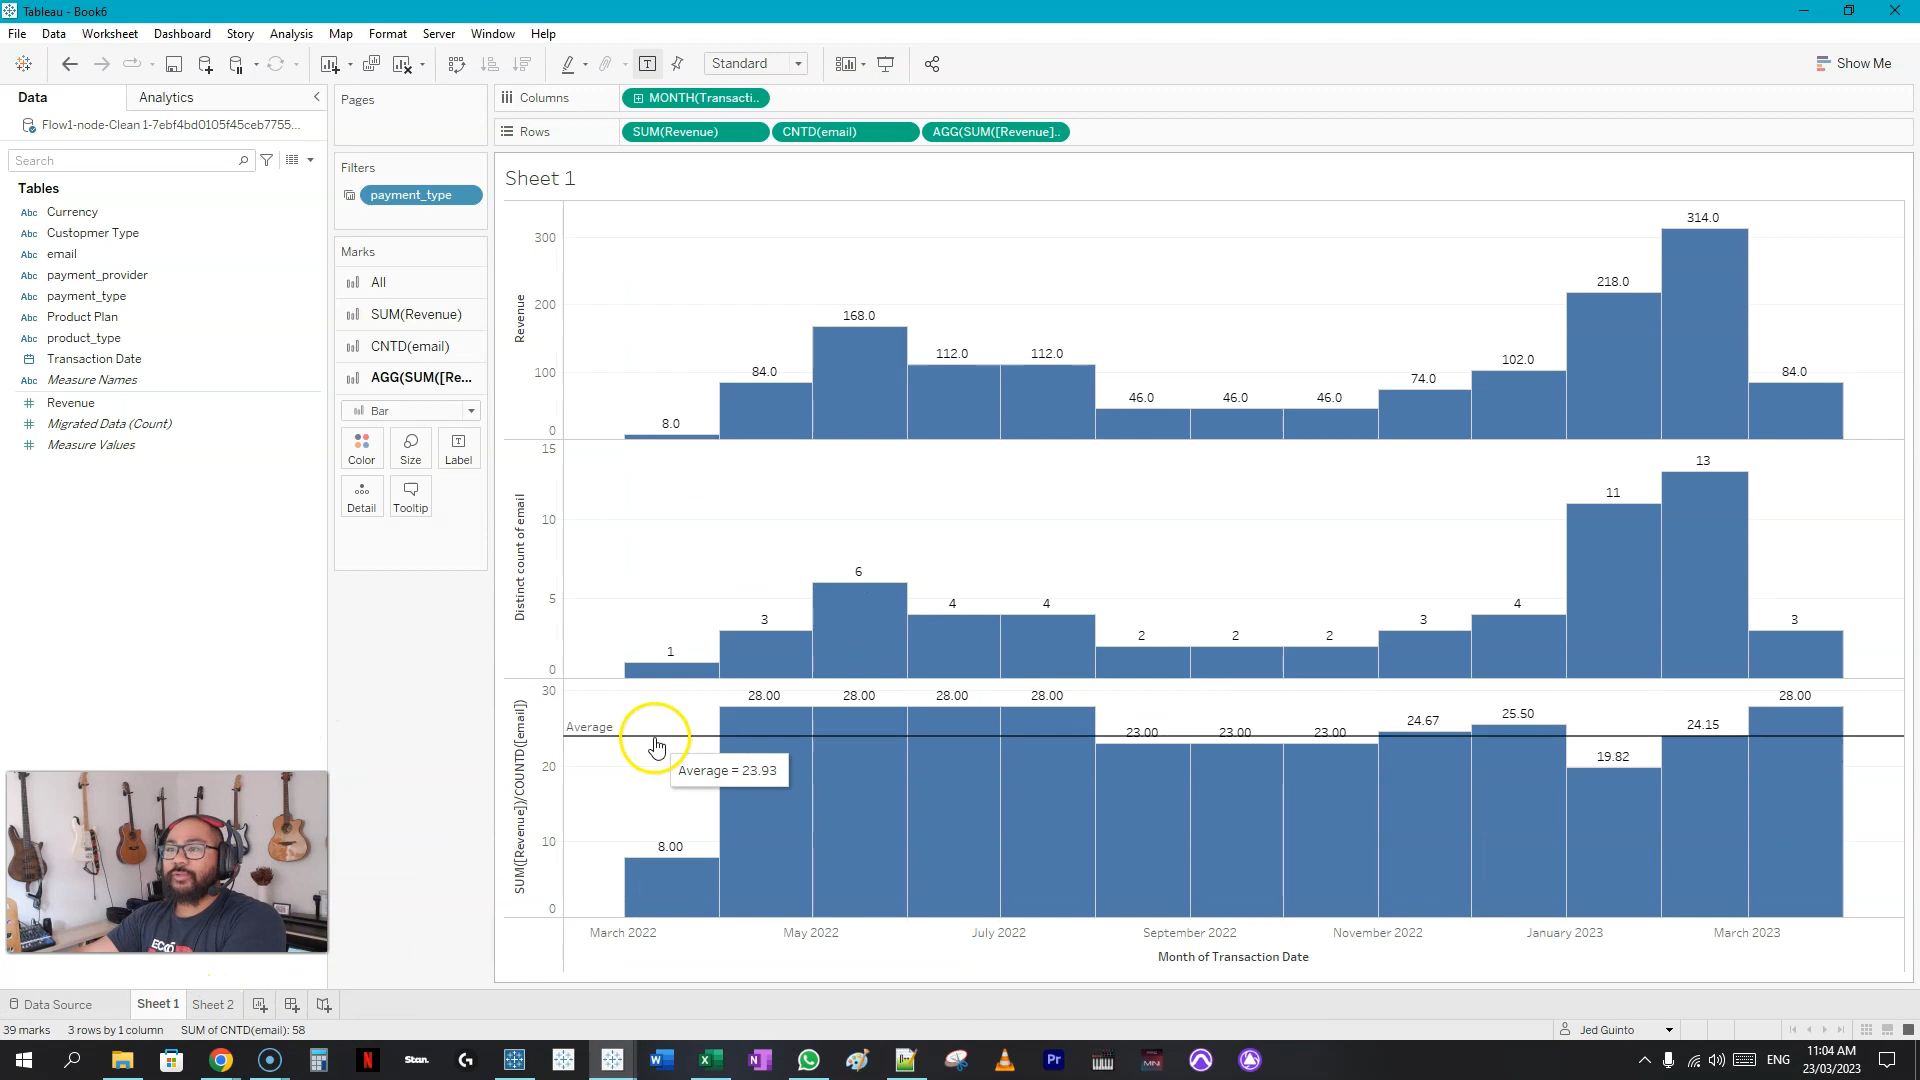 Tableau - Book6
File Data Worksheet Dashboard Story Analysis Map Format Server Window Help
Standard
Show Me
Data Analytics
Flow1-node-Clean 1-7ebf4bd0105f45ceb7755...
Search
Tables
Abc Currency
Abc Custopmer Type
Abc email
Abc payment_provider
Abc payment_type
Abc Product Plan
Abc product_type
Transaction Date
Abc Measure Names
# Revenue
# Migrated Data (Count)
# Measure Values
Pages
Filters
payment_type
Marks
All
SUM(Revenue)
CNTD(email)
AGG(SUM([Re...
Bar
Color Size Label
Detail Tooltip
Columns MONTH(Transacti..
Rows SUM(Revenue) CNTD(email) AGG(SUM([Revenue]..
Sheet 1
Revenue
300
200
100
0
8.0 84.0 168.0 112.0 112.0 46.0 46.0 46.0 74.0 102.0 218.0 314.0 84.0
Distinct count of email
15
10
5
0
1 3 6 4 4 2 2 2 3 4 11 13 3
SUM([Revenue])/COUNTD([email])
30
20
10
0
Average
8.00 28.00 28.00 28.00 28.00 23.00 23.00 23.00 24.67 25.50 19.82 24.15 28.00
Average = 23.93
March 2022 May 2022 July 2022 September 2022 November 2022 January 2023 March 2023
Month of Transaction Date
Data Source Sheet 1 Sheet 2
39 marks 3 rows by 1 column SUM of CNTD(email): 58
Jed Guinto
Stan.
Pr
ENG
11:04 AM
23/03/2023